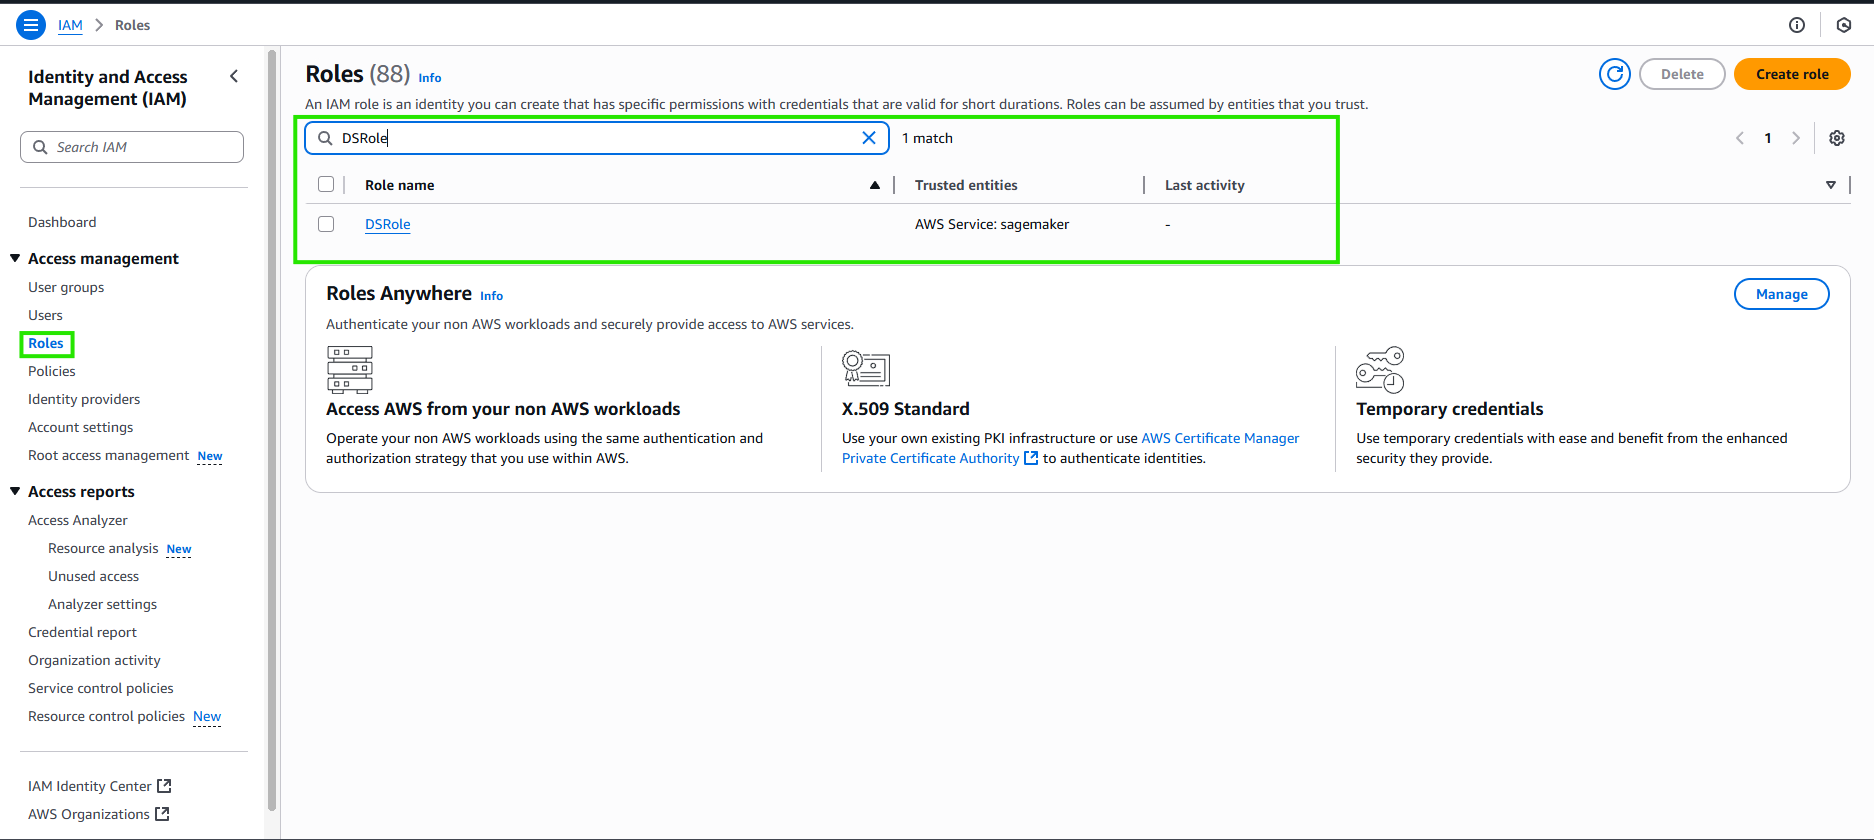 IAM > Roles
Identity and Access
Management (IAM)
Search IAM
Dashboard
Access management
User groups
Users
Roles
Policies
Identity providers
Account settings
Root access management New
Access reports
Access Analyzer
Resource analysis New
Unused access
Analyzer settings
Credential report
Organization activity
Service control policies
Resource control policies New
IAM Identity Center
AWS Organizations
Roles (88) Info
Delete
Create role
An IAM role is an identity you can create that has specific permissions with credentials that are valid for short durations. Roles can be assumed by entities that you trust.
DSRole
1 match
1
Role name Trusted entities Last activity
DSRole AWS Service: sagemaker -
Roles Anywhere Info
Manage
Authenticate your non AWS workloads and securely provide access to AWS services.
Access AWS from your non AWS workloads
Operate your non AWS workloads using the same authentication and
authorization strategy that you use within AWS.
X.509 Standard
Use your own existing PKI infrastructure or use AWS Certificate Manager
Private Certificate Authority to authenticate identities.
Temporary credentials
Use temporary credentials with ease and benefit from the enhanced
security they provide.